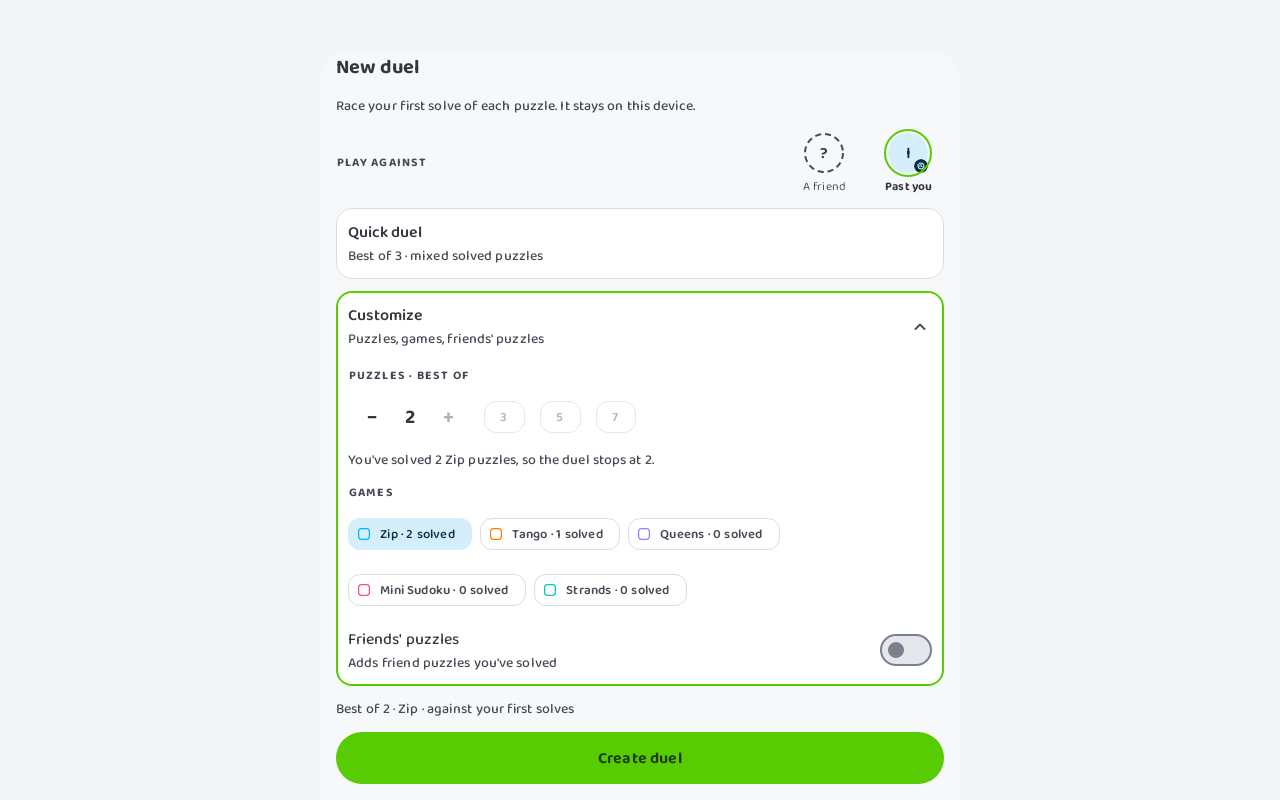 New duel
Race your first solve of each puzzle. It stays on this device.
PLAY AGAINST
?
A friend
I
Past you
Quick duel
Best of 3 · mixed solved puzzles
Customize
Puzzles, games, friends' puzzles
PUZZLES · BEST OF
− 2 + 3 5 7
You've solved 2 Zip puzzles, so the duel stops at 2.
GAMES
Zip · 2 solved
Tango · 1 solved
Queens · 0 solved
Mini Sudoku · 0 solved
Strands · 0 solved
Friends' puzzles
Adds friend puzzles you've solved
Best of 2 · Zip · against your first solves
Create duel